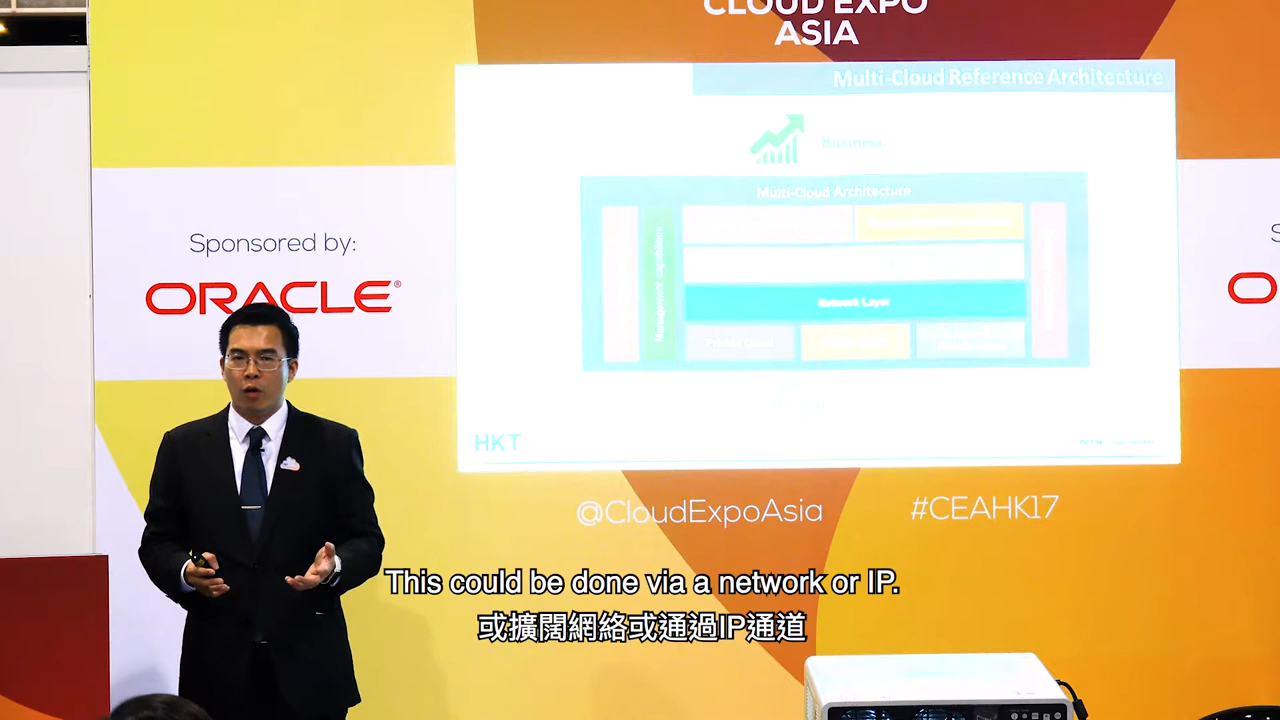 CLOUD EXPO
ASIA
Multi-Cloud Reference Architecture
Business
Multi-Cloud Architecture
Management capabilities
Network Layer
Private Cloud
HKT
Sponsored by:
ORACLE®
@CloudExpoAsia
#CEAHK17
This could be done via a network or IP.
或擴闊網絡或通過IP通道